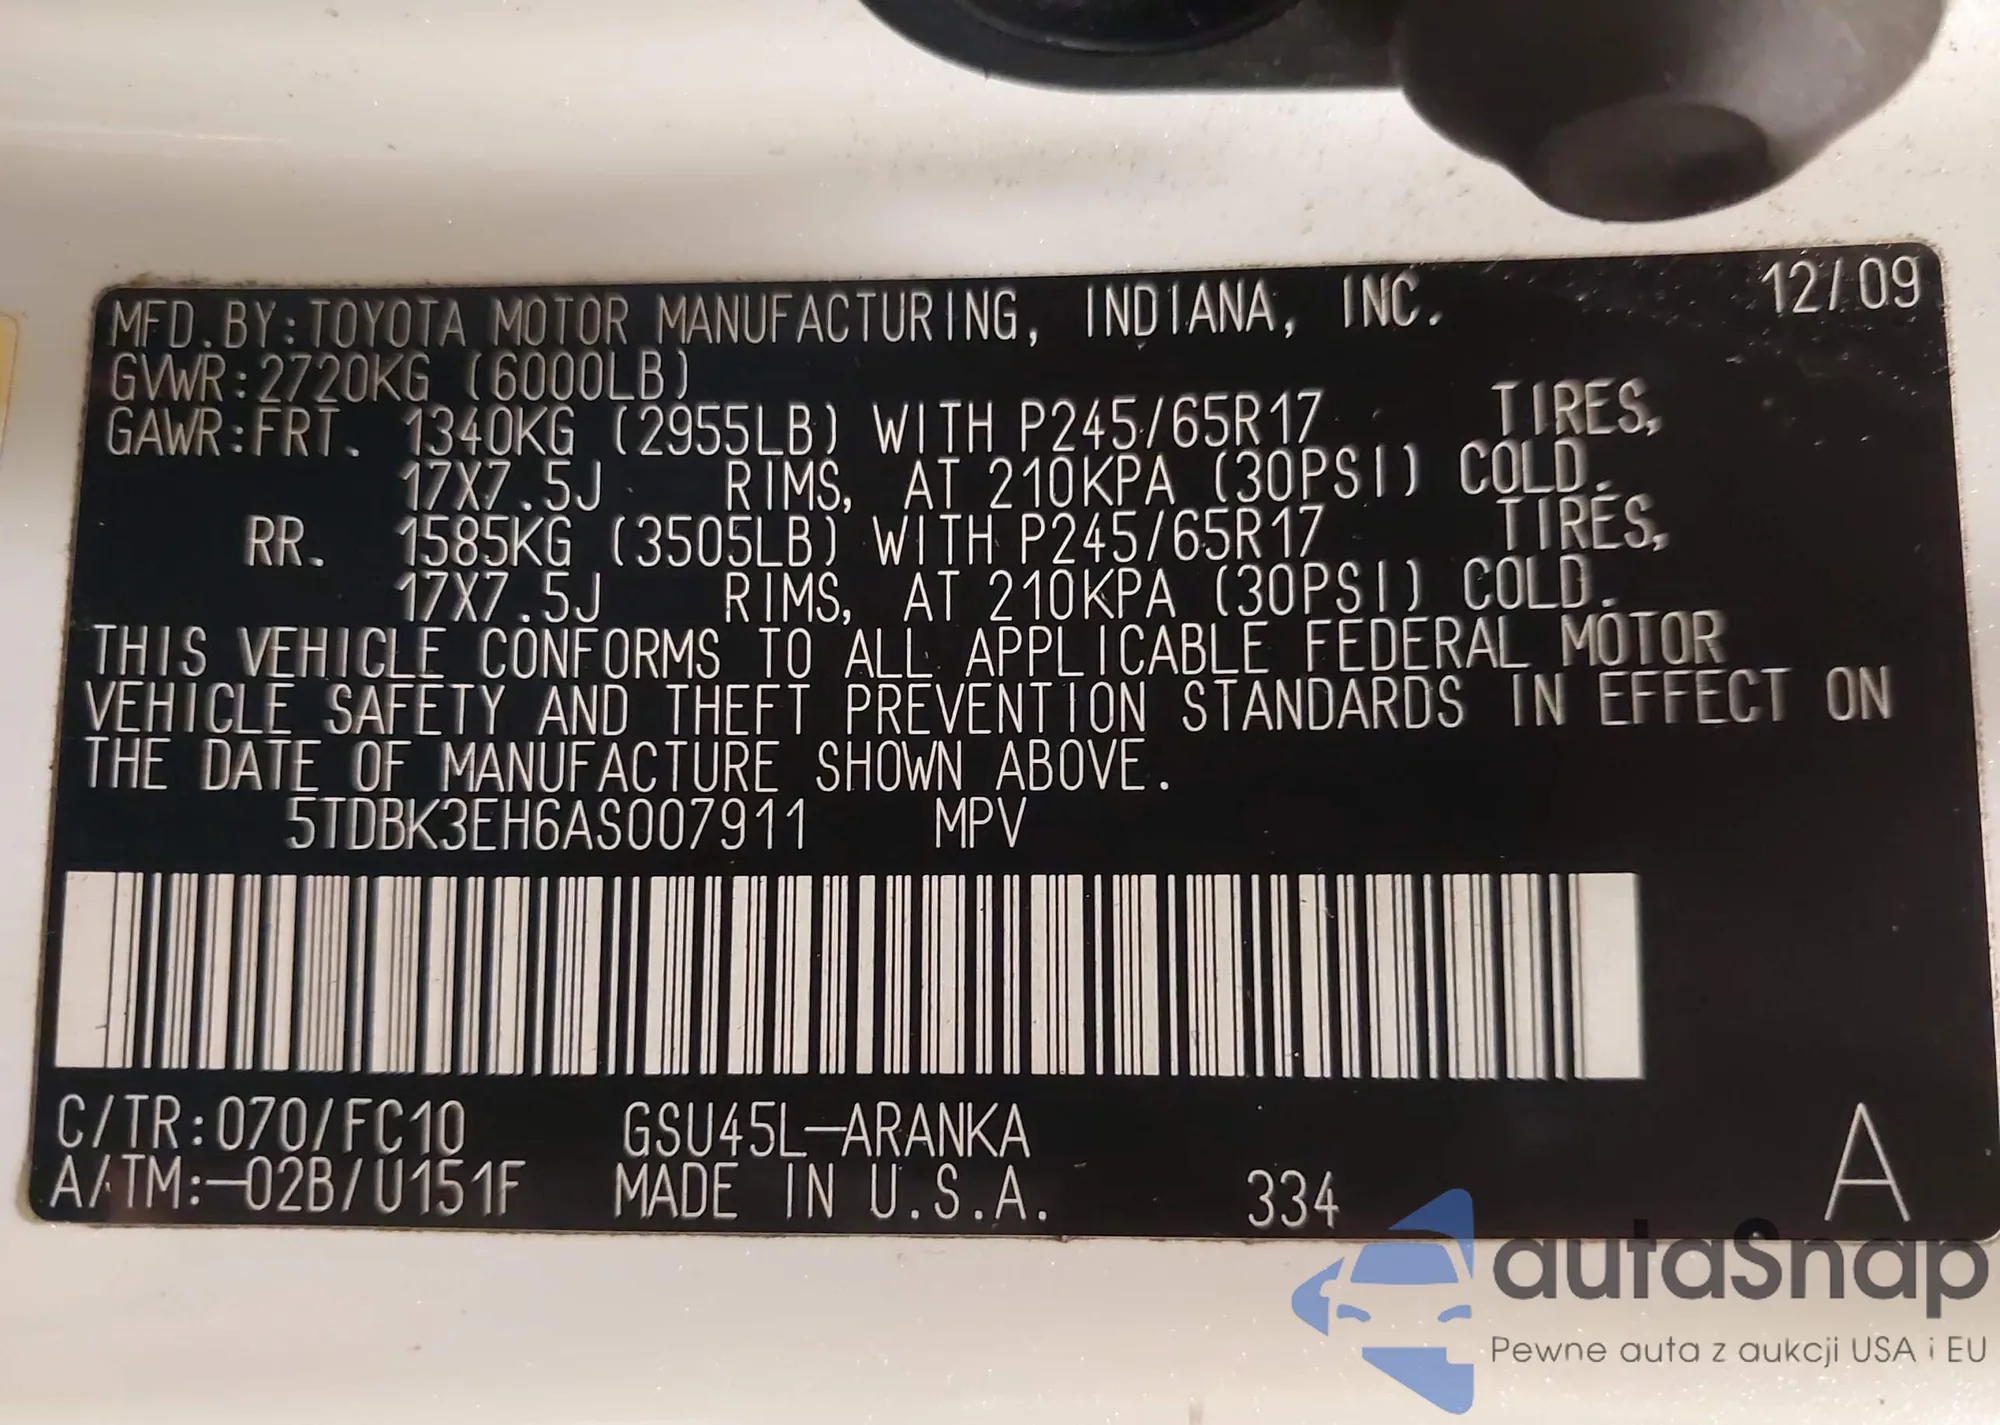 MFD.BY:TOYOTA MOTOR MANUFACTURING, INDIANA, INC. 12/09
GVWR:2720KG (6000LB)
GAWR:FRT. 1340KG (2955LB) WITH P245/65R17 TIRES,
17X7.5J RIMS, AT 210KPA (30PSI) COLD.
RR. 1585KG (3505LB) WITH P245/65R17 TIRES,
17X7.5J RIMS, AT 210KPA (30PSI) COLD.
THIS VEHICLE CONFORMS TO ALL APPLICABLE FEDERAL MOTOR
VEHICLE SAFETY AND THEFT PREVENTION STANDARDS IN EFFECT ON
THE DATE OF MANUFACTURE SHOWN ABOVE.
5TDBK3EH6AS007911 MPV
C/TR:070/FC10 GSU45L-ARANKA
A/TM:-02B/U151F MADE IN U.S.A. 334 A
autoSnap
Pewne auta z aukcji USA i EU